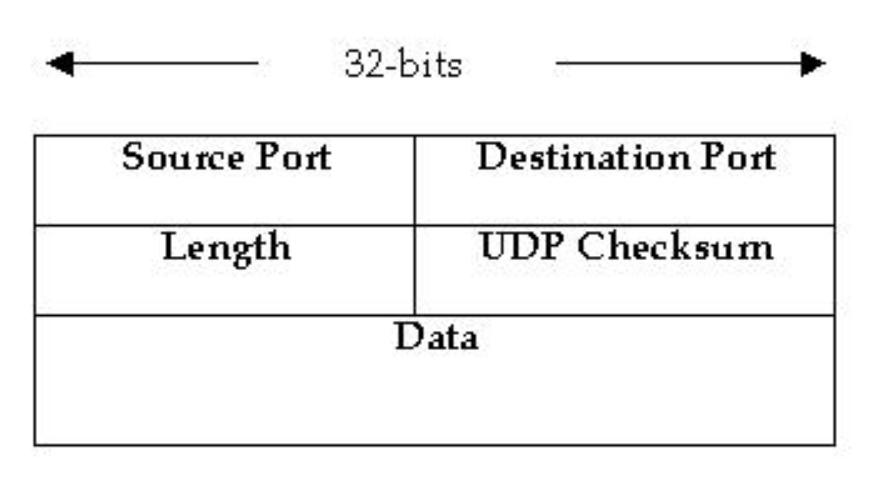 32-bits
Source Port Destination Port
Length UDP Checksum
Data